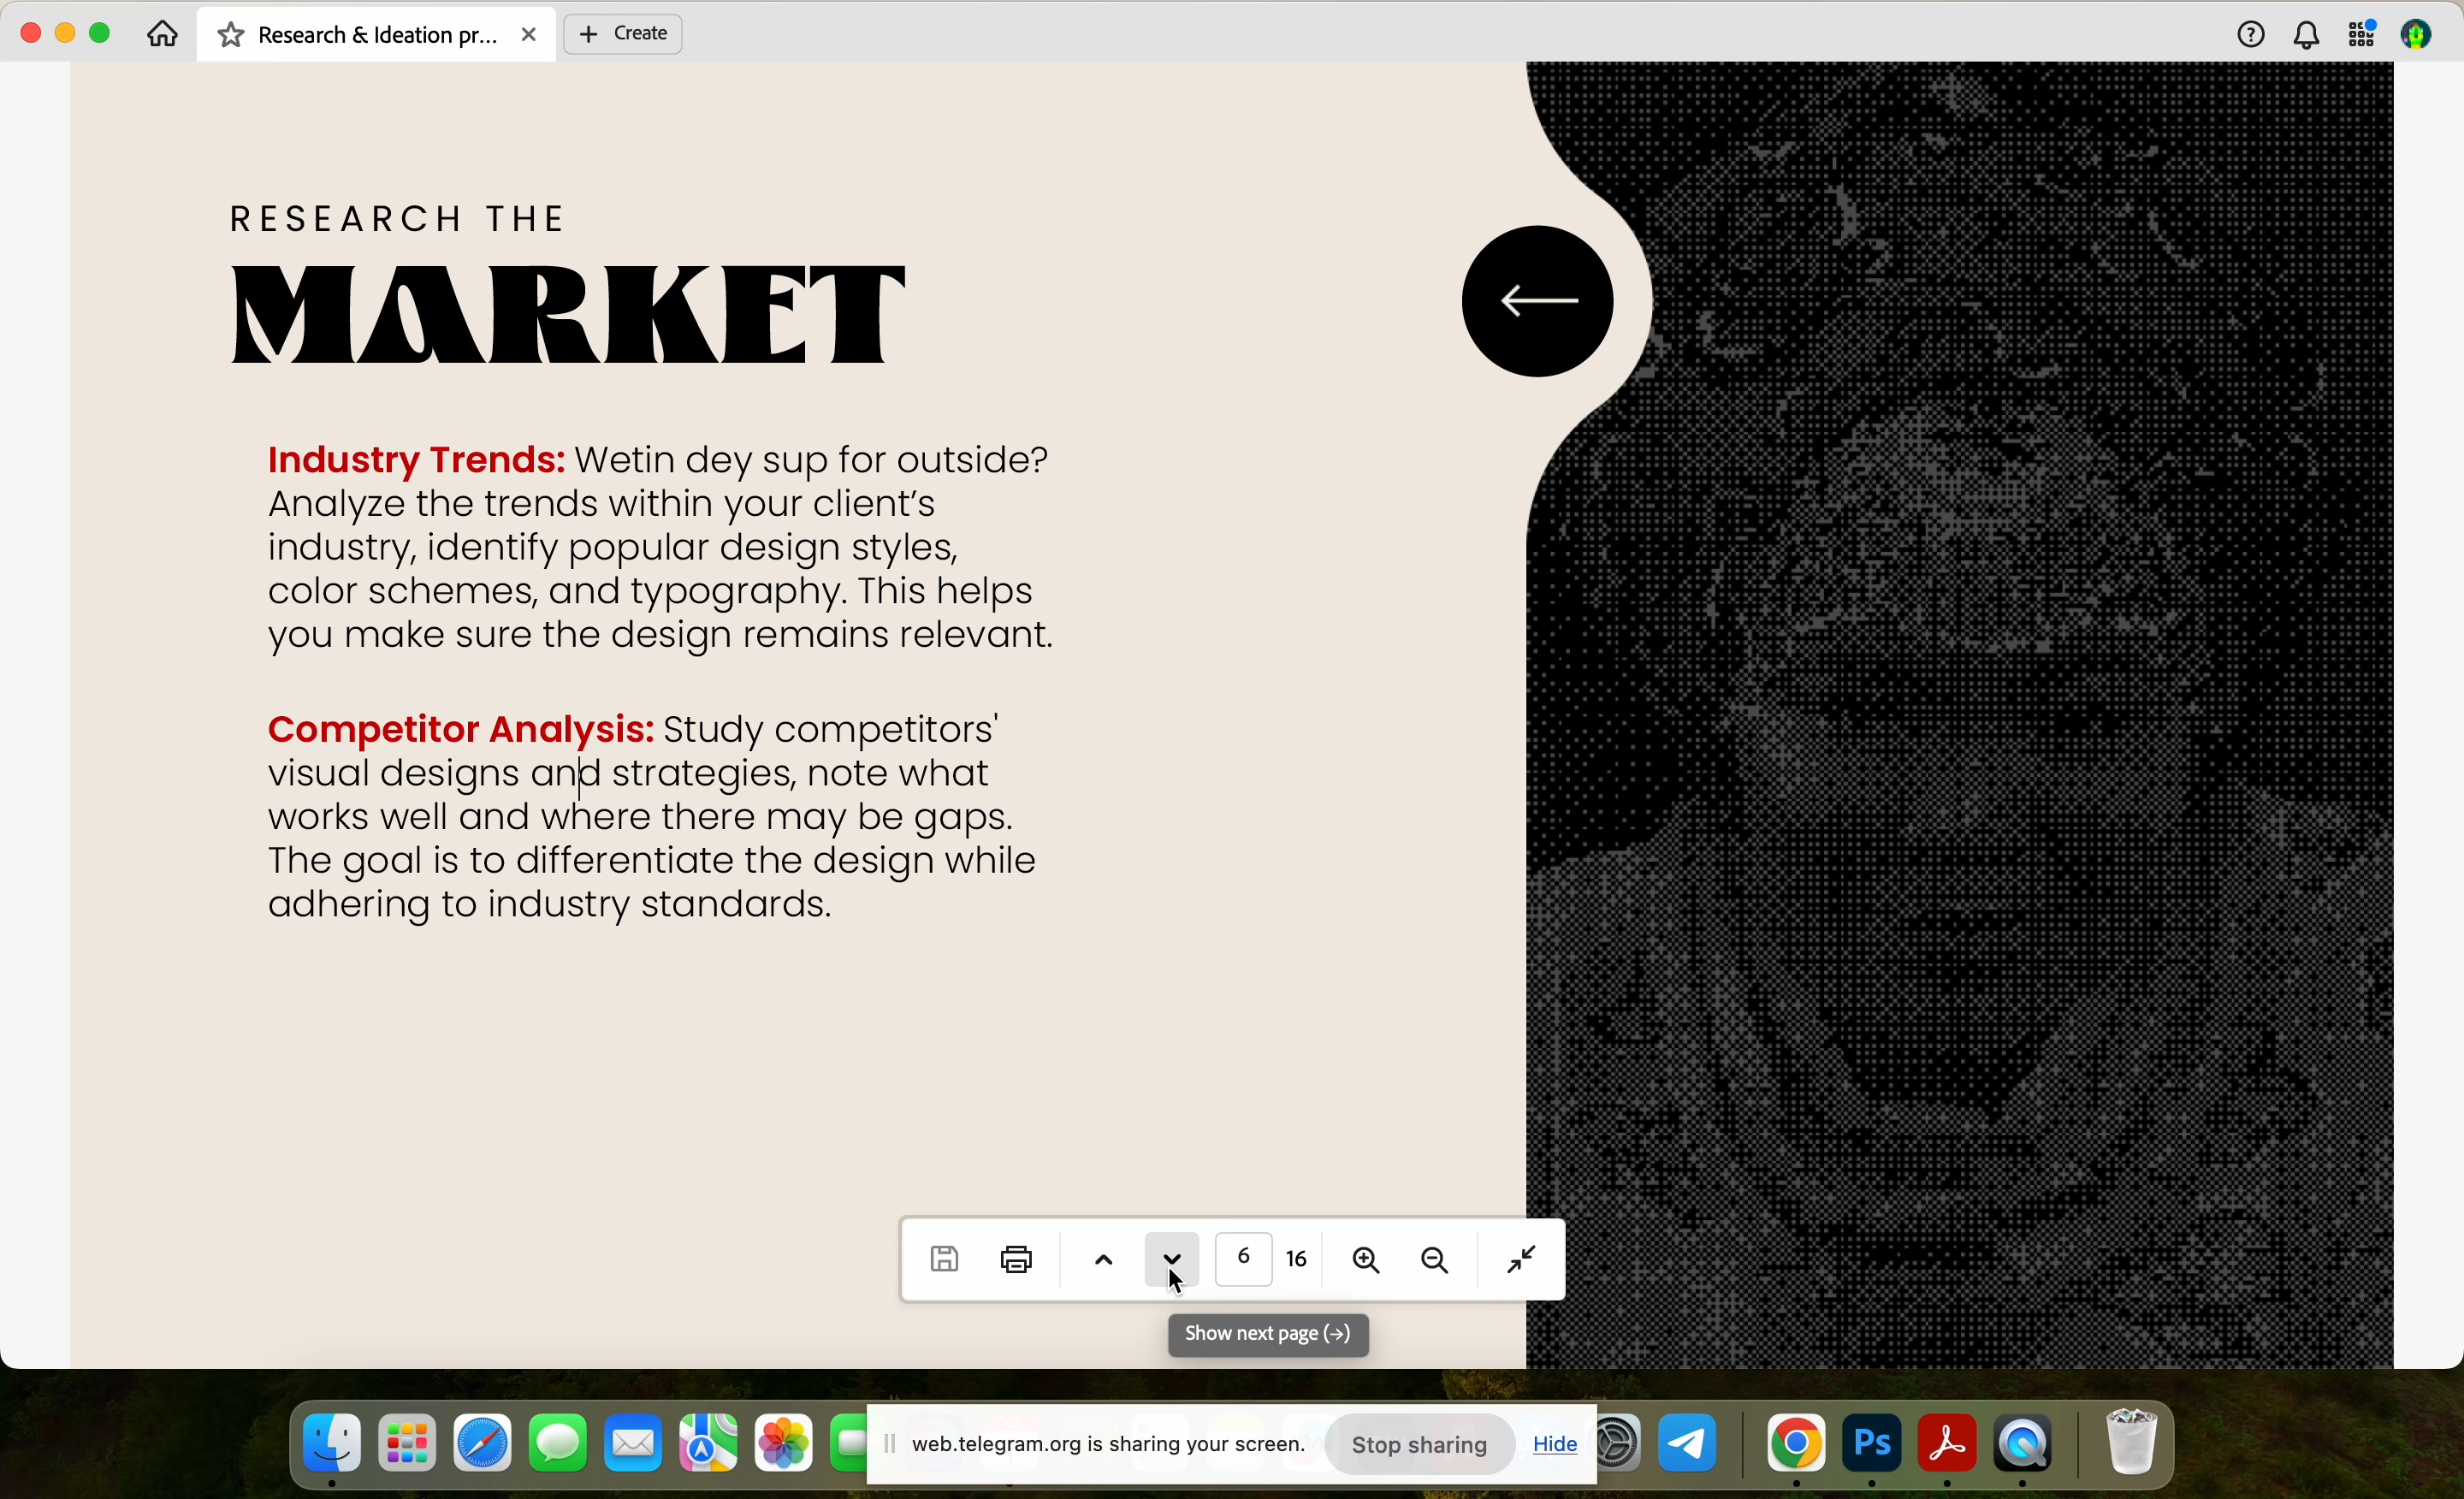 Research & Ideation pr...
Create
RESEARCH THE
MARKET
Industry Trends: Wetin dey sup for outside?
Analyze the trends within your client's
industry, identify popular design styles,
color schemes, and typography. This helps
you make sure the design remains relevant.
Competitor Analysis: Study competitors'
visual designs and strategies, note what
works well and where there may be gaps.
The goal is to differentiate the design while
adhering to industry standards.
6 16
Show next page (→)
web.telegram.org is sharing your screen. Stop sharing Hide
Ps